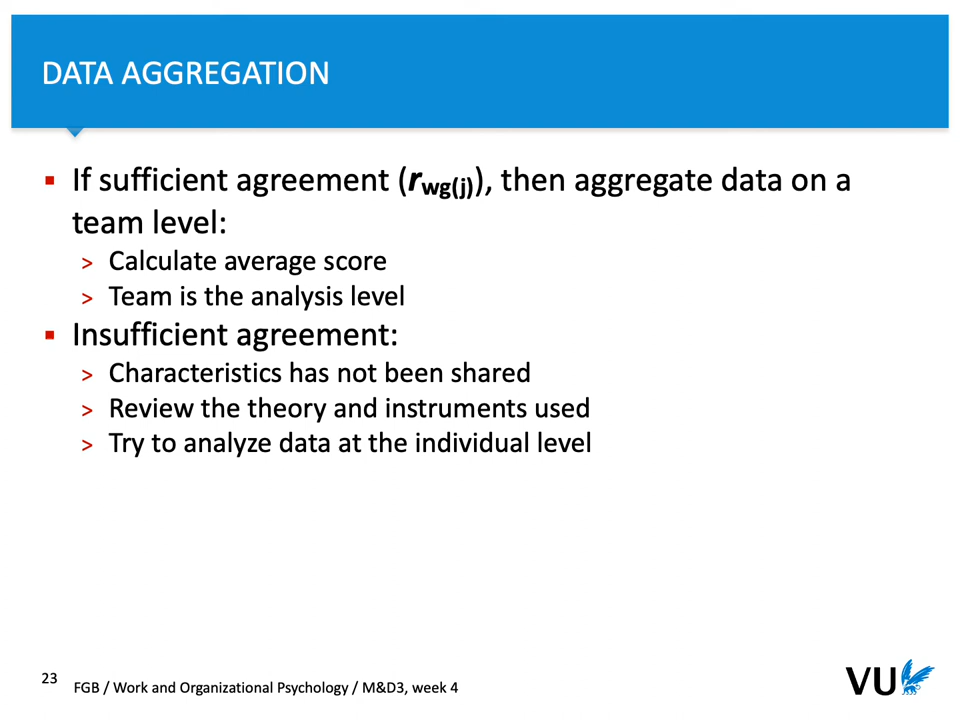 DATA AGGREGATION
▪ If sufficient agreement (r wg(j)), then aggregate data on a
team level:
> Calculate average score
> Team is the analysis level
▪ Insufficient agreement:
> Characteristics has not been shared
> Review the theory and instruments used
> Try to analyze data at the individual level
23
FGB / Work and Organizational Psychology / M&D3, week 4
VU